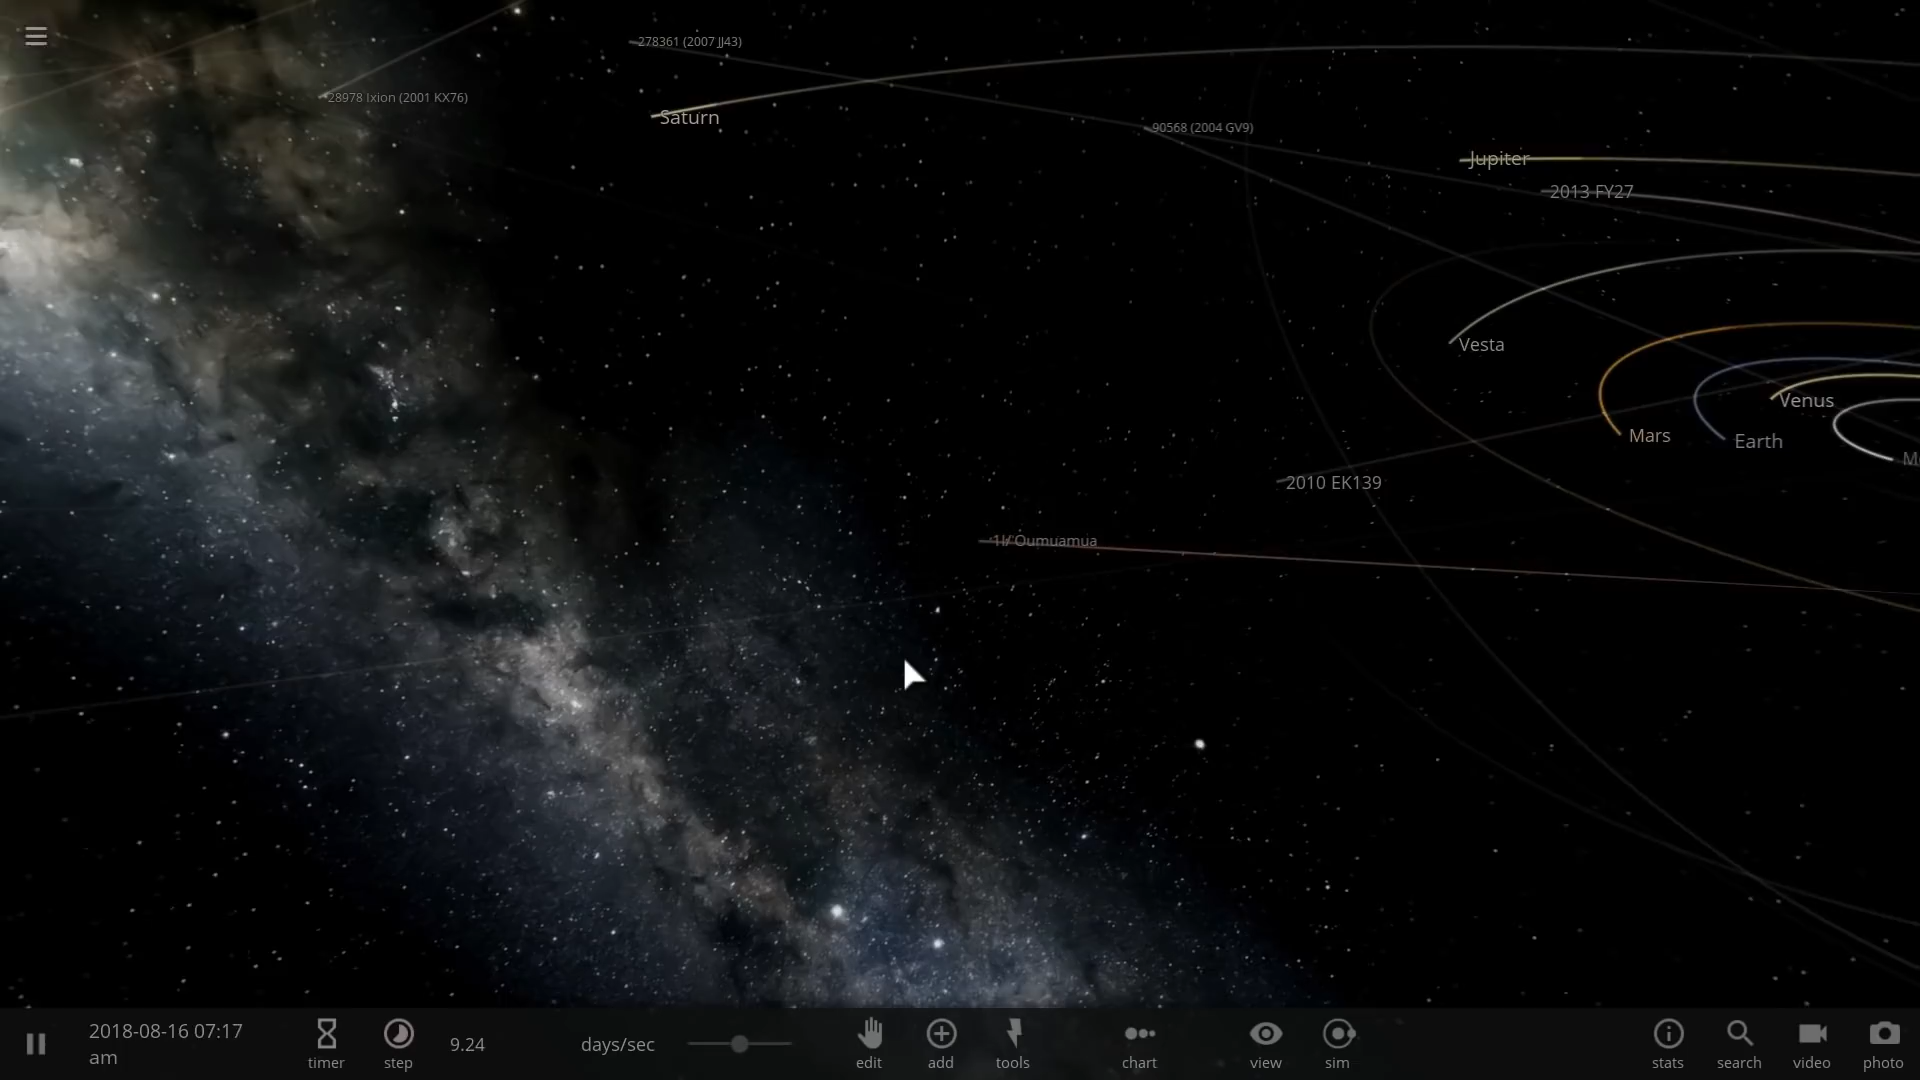 278361 (2007 JJ43)
28978 Ixion (2001 KX76)
Saturn
90568 (2004 GV9)
Jupiter
2013 FY27
Vesta
Venus
Mars
Earth
M
2010 EK139
1I/'Oumuamua
2018-08-16 07:17
am
timer
step
9.24
days/sec
edit
add
tools
chart
view
sim
stats
search
video
photo